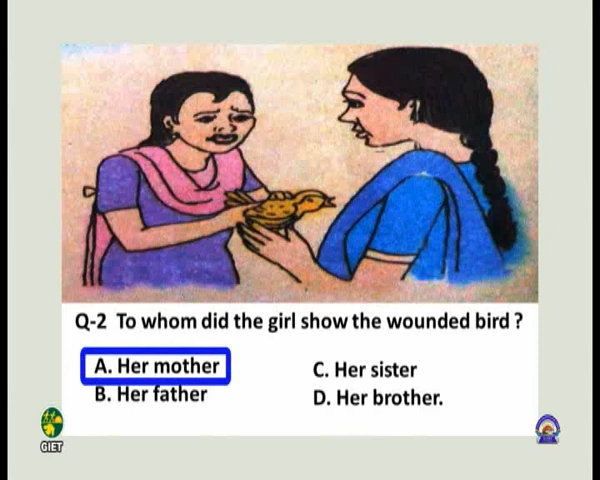 Q-2 To whom did the girl show the wounded bird ?
A. Her mother
C. Her sister
B. Her father
D. Her brother.
GIET